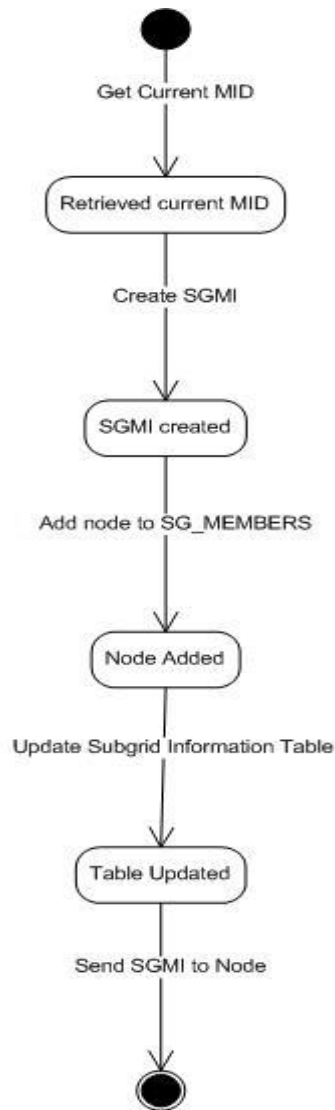 Get Current MID
Retrieved current MID
Create SGMI
SGMI created
Add node to SG_MEMBERS
Node Added
Update Subgrid Information Table
Table Updated
Send SGMI to Node